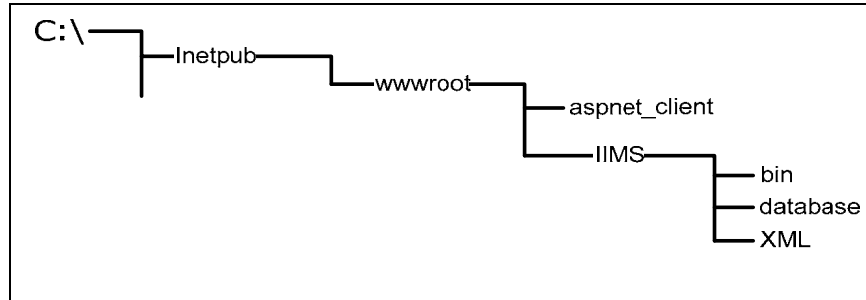 C:\
Inetpub
wwwroot
aspnet_client
IIMS
bin
database
XML